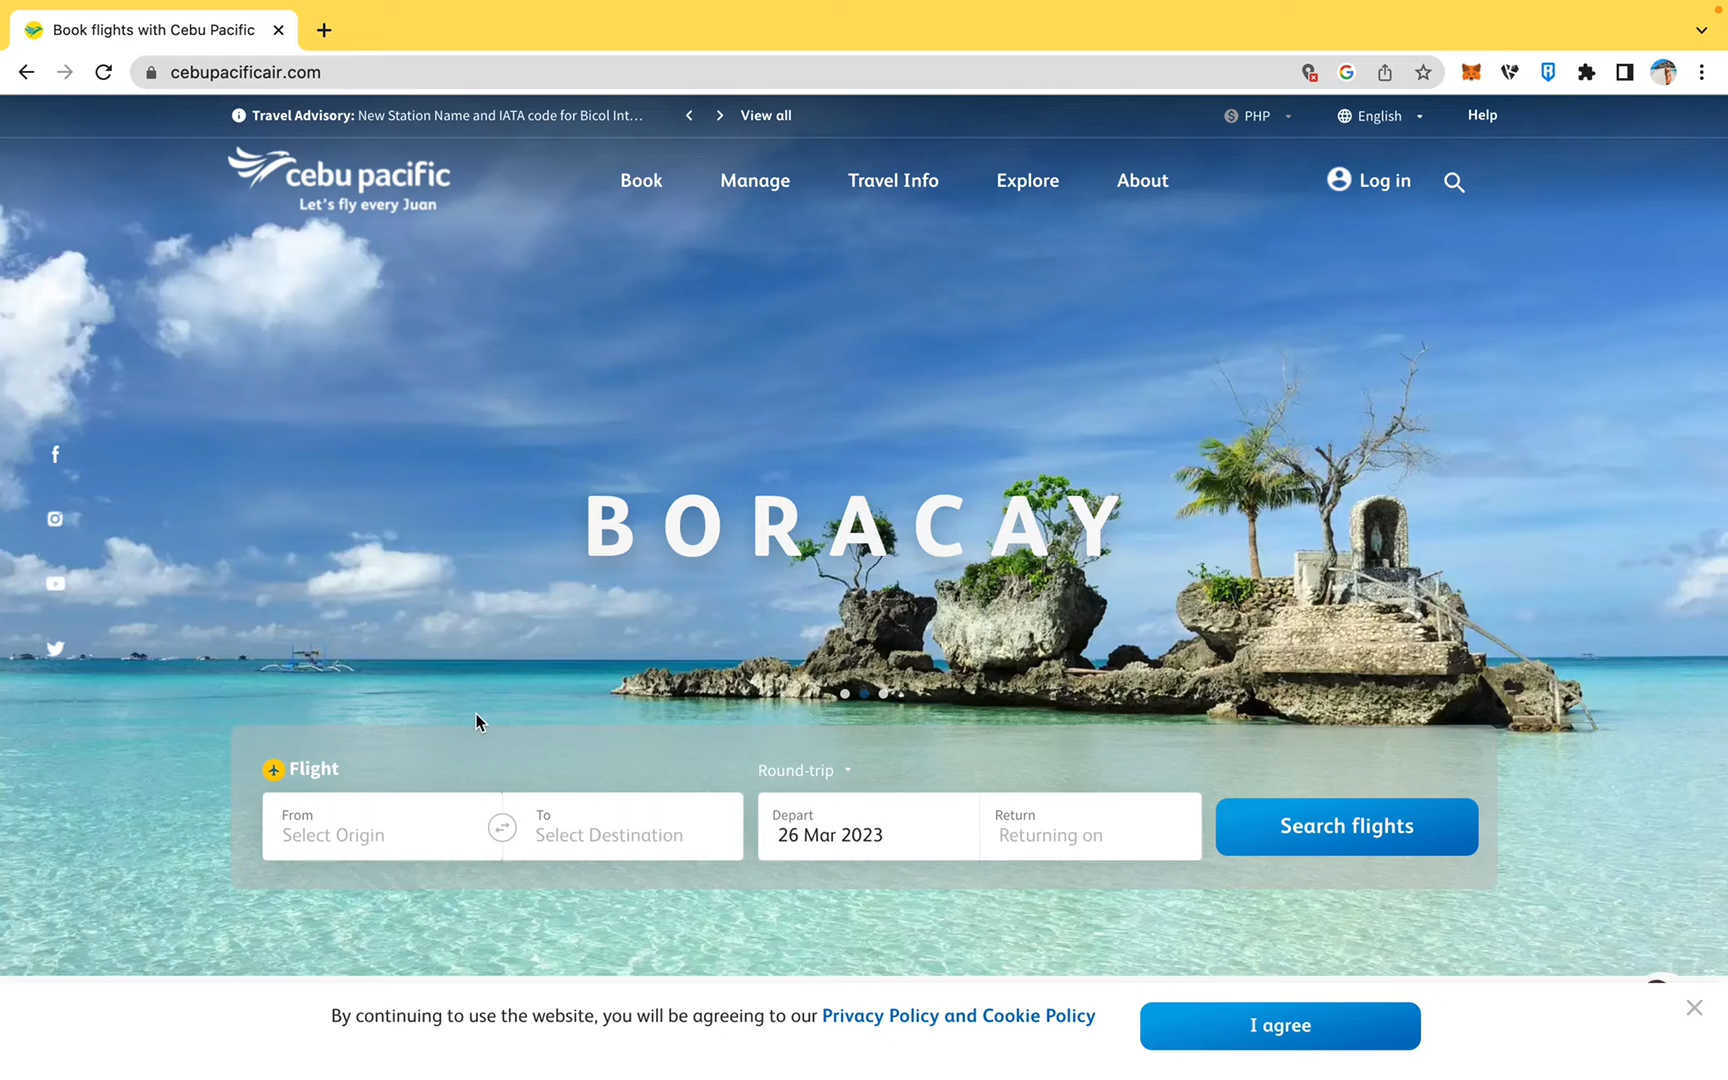 Book flights with Cebu Pacific
cebupacificair.com
Travel Advisory: New Station Name and IATA code for Bicol Int...
View all
PHP
English
Help
cebu pacific
Let's fly every Juan
Book
Manage
Travel Info
Explore
About
Log in
BORACAY
Flight
Round-trip
From
Select Origin
To
Select Destination
Depart
26 Mar 2023
Return
Returning on
Search flights
By continuing to use the website, you will be agreeing to our Privacy Policy and Cookie Policy
I agree